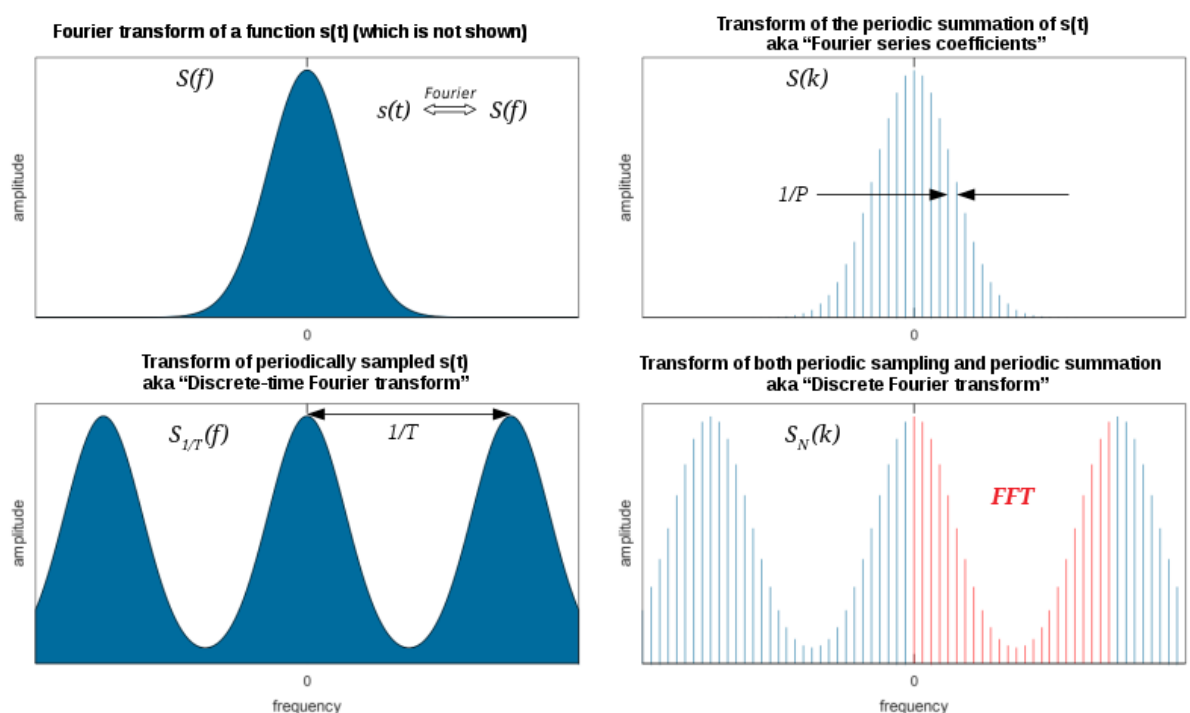 Fourier transform of a function s(t) (which is not shown)
S(f)
Fourier
s(t) ⟺ S(f)
amplitude
0
Transform of the periodic summation of s(t)
aka “Fourier series coefficients”
S(k)
1/P
amplitude
0
Transform of periodically sampled s(t)
aka “Discrete-time Fourier transform”
S1/T(f)
1/T
amplitude
0
frequency
Transform of both periodic sampling and periodic summation
aka “Discrete Fourier transform”
SN(k)
FFT
amplitude
0
frequency